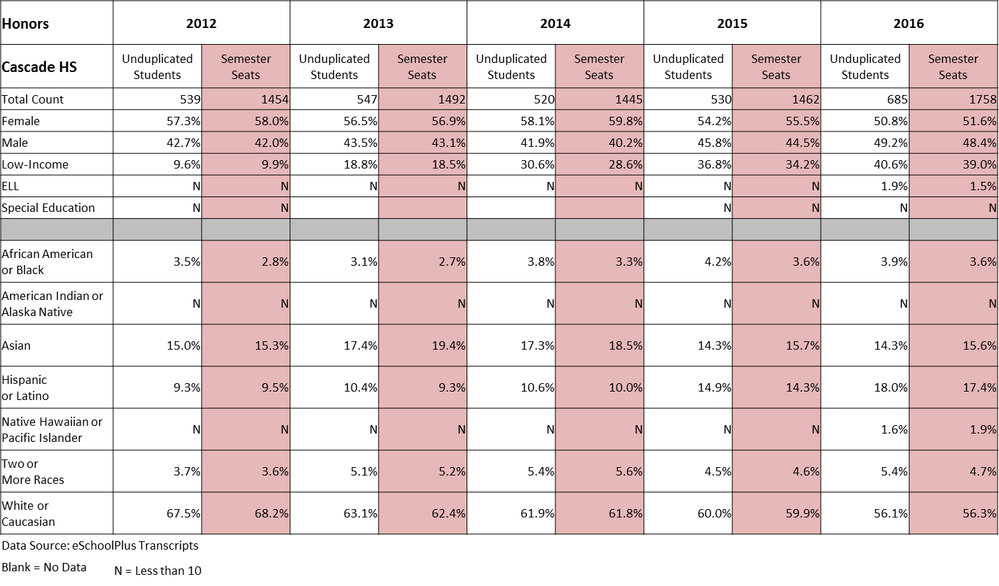 Honors 2012 2013 2014 2015 2016
Cascade HS Unduplicated Students Semester Seats Unduplicated Students Semester Seats Unduplicated Students Semester Seats Unduplicated Students Semester Seats Unduplicated Students Semester Seats
Total Count 539 1454 547 1492 520 1445 530 1462 685 1758
Female 57.3% 58.0% 56.5% 56.9% 58.1% 59.8% 54.2% 55.5% 50.8% 51.6%
Male 42.7% 42.0% 43.5% 43.1% 41.9% 40.2% 45.8% 44.5% 49.2% 48.4%
Low-Income 9.6% 9.9% 18.8% 18.5% 30.6% 28.6% 36.8% 34.2% 40.6% 39.0%
ELL N N N N N N N N 1.9% 1.5%
Special Education N N N N N N
African American or Black 3.5% 2.8% 3.1% 2.7% 3.8% 3.3% 4.2% 3.6% 3.9% 3.6%
American Indian or Alaska Native N N N N N N N N N N
Asian 15.0% 15.3% 17.4% 19.4% 17.3% 18.5% 14.3% 15.7% 14.3% 15.6%
Hispanic or Latino 9.3% 9.5% 10.4% 9.3% 10.6% 10.0% 14.9% 14.3% 18.0% 17.4%
Native Hawaiian or Pacific Islander N N N N N N N N 1.6% 1.9%
Two or More Races 3.7% 3.6% 5.1% 5.2% 5.4% 5.6% 4.5% 4.6% 5.4% 4.7%
White or Caucasian 67.5% 68.2% 63.1% 62.4% 61.9% 61.8% 60.0% 59.9% 56.1% 56.3%
Data Source: eSchoolPlus Transcripts
Blank = No Data N = Less than 10